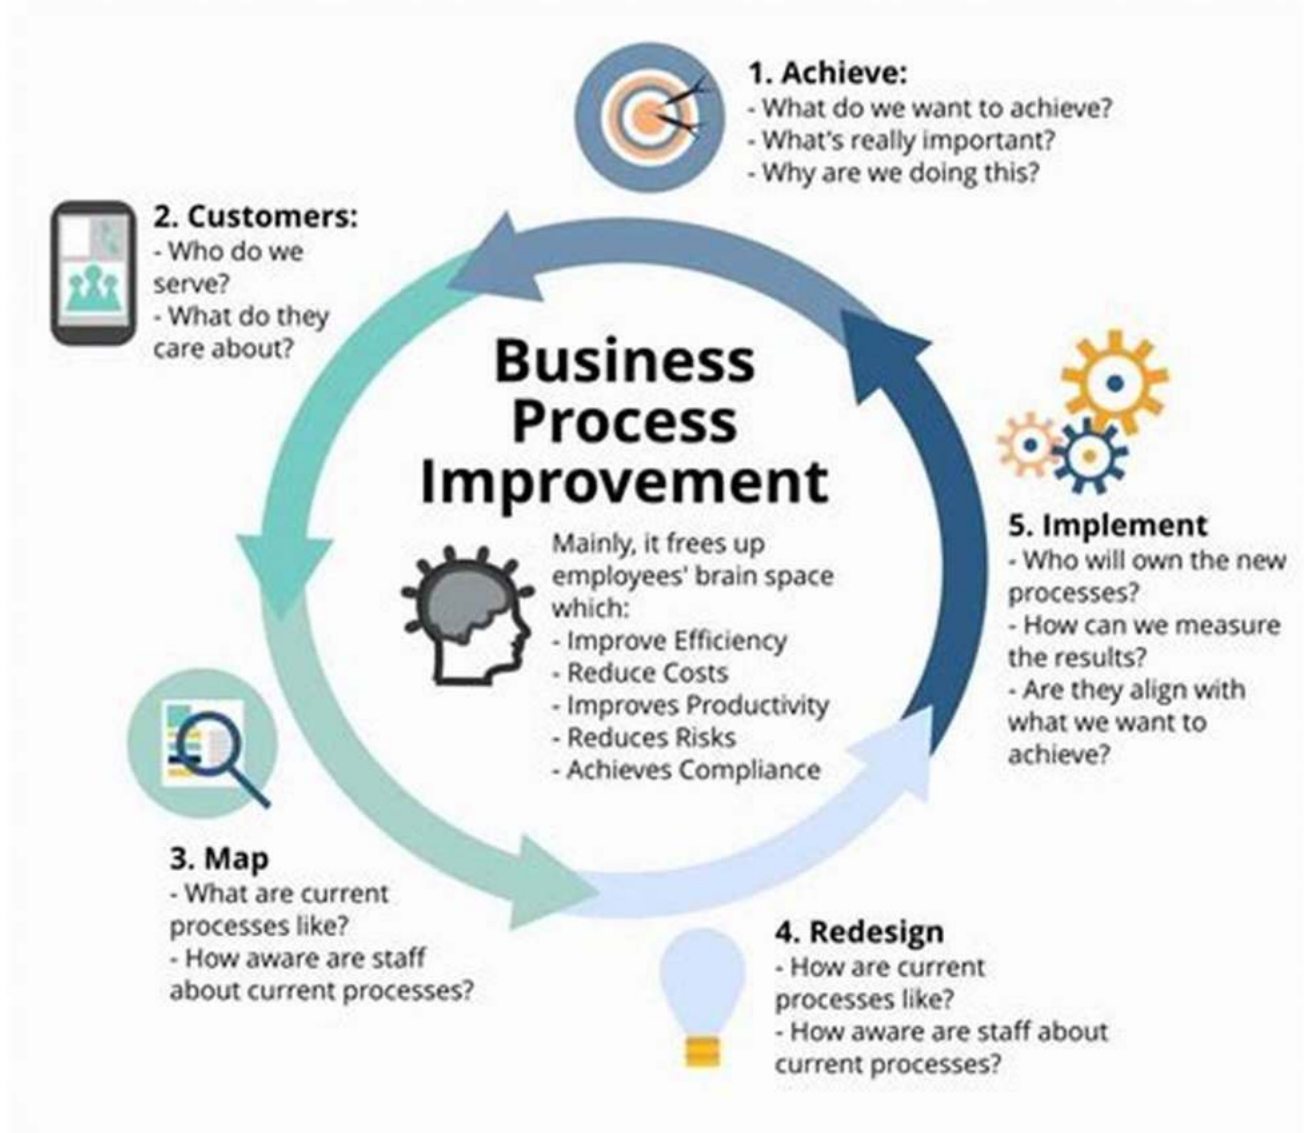 1. Achieve:
- What do we want to achieve?
- What's really important?
- Why are we doing this?
2. Customers:
- Who do we
serve?
- What do they
care about?
Business
Process
Improvement
Mainly, it frees up
employees' brain space
which:
- Improve Efficiency
- Reduce Costs
- Improves Productivity
- Reduces Risks
- Achieves Compliance
5. Implement
- Who will own the new
processes?
- How can we measure
the results?
- Are they align with
what we want to
achieve?
3. Map
- What are current
processes like?
- How aware are staff
about current processes?
4. Redesign
- How are current
processes like?
- How aware are staff about
current processes?